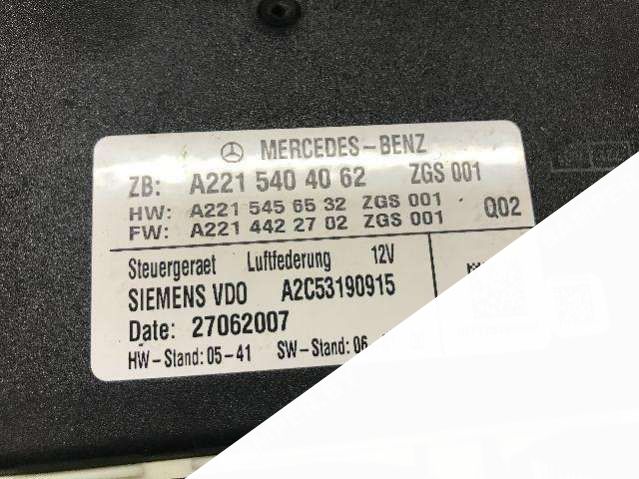 MERCEDES-BENZ
ZB: A221 540 40 62 ZGS 001
HW: A221 545 65 32 ZGS 001 Q02
FW: A221 442 27 02 ZGS 001
Steuergeraet Luftfederung 12V
SIEMENS VDO A2C53190915
Date: 27062007
HW-Stand: 05-41 SW-Stand: 06